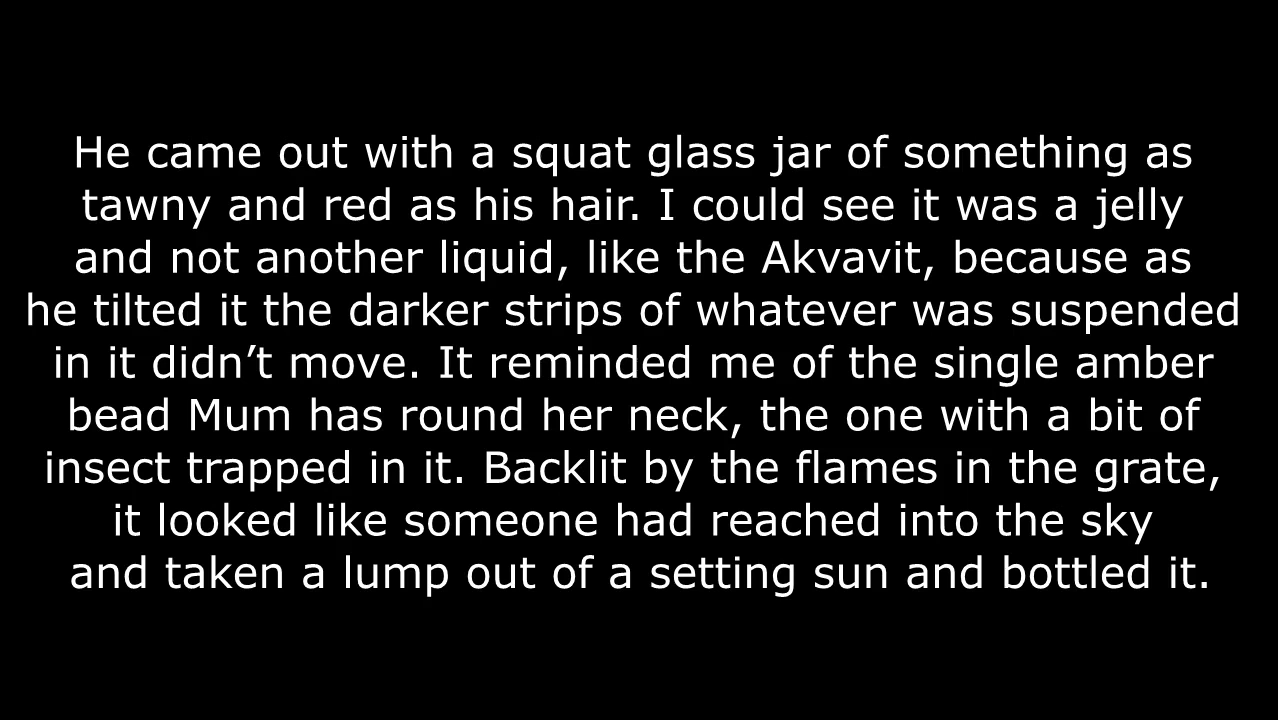 He came out with a squat glass jar of something as
tawny and red as his hair. I could see it was a jelly
and not another liquid, like the Akvavit, because as
he tilted it the darker strips of whatever was suspended
in it didn’t move. It reminded me of the single amber
bead Mum has round her neck, the one with a bit of
insect trapped in it. Backlit by the flames in the grate,
it looked like someone had reached into the sky
and taken a lump out of a setting sun and bottled it.